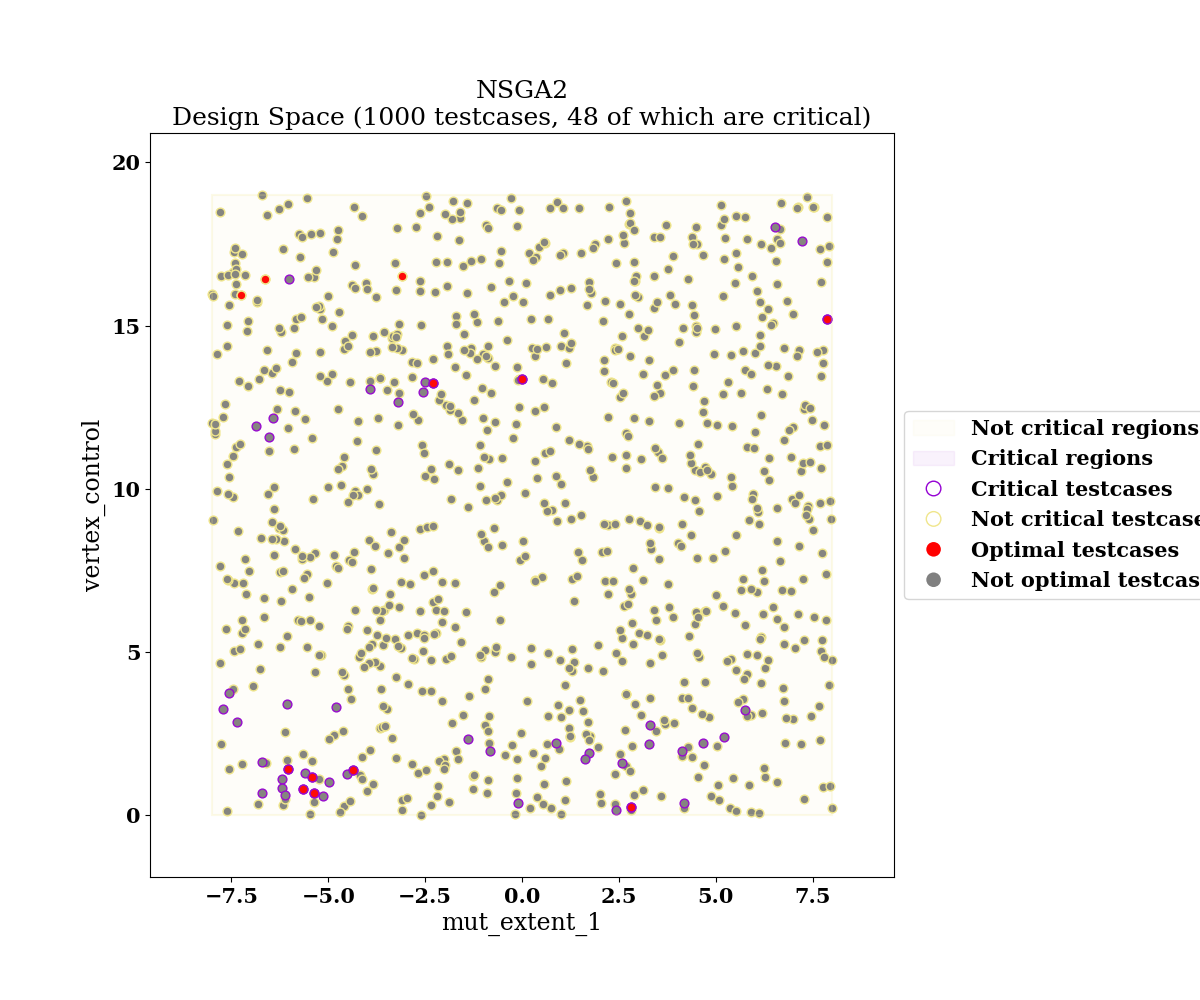 NSGA2
Design Space (1000 testcases, 48 of which are critical)
20
15
10
5
0
vertex_control
−7.5 −5.0 −2.5 0.0 2.5 5.0 7.5
mut_extent_1
Not critical regions
Critical regions
Critical testcases
Not critical testcase
Optimal testcases
Not optimal testcas